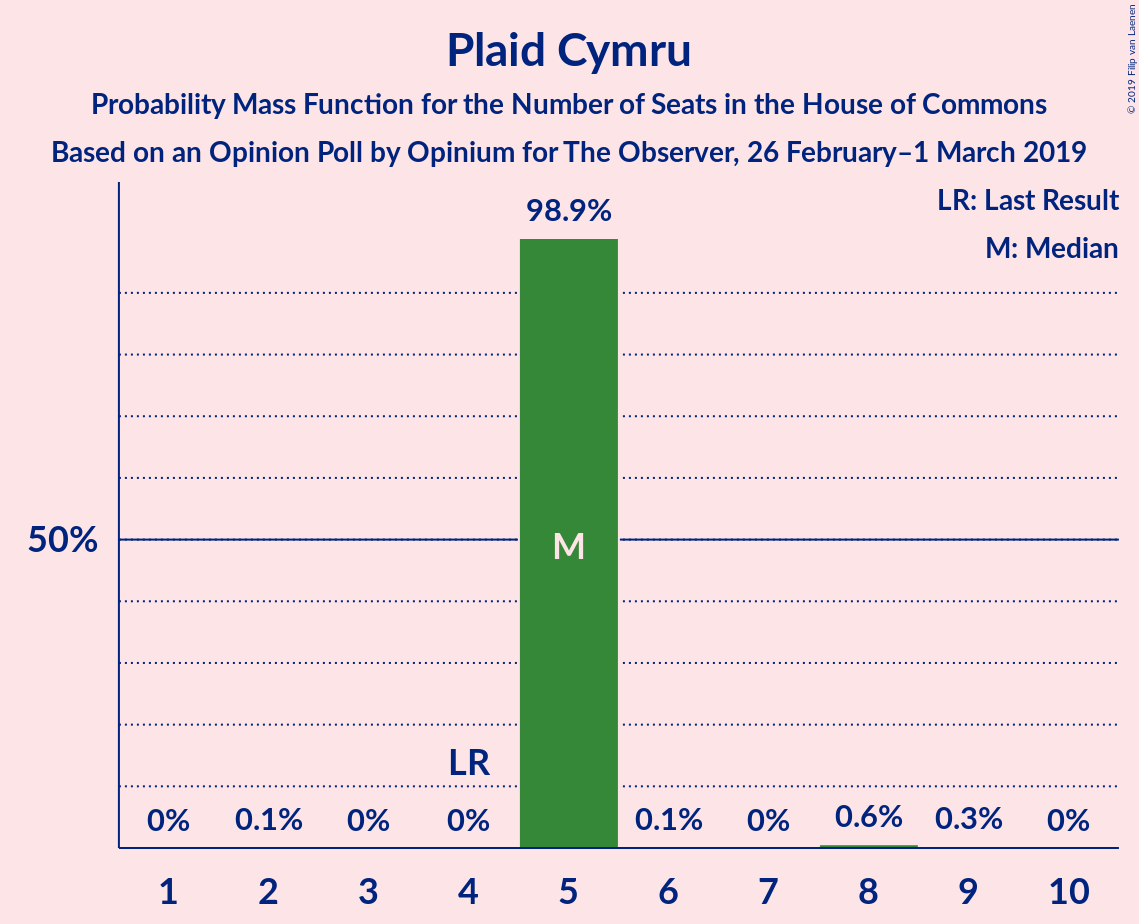 Plaid Cymru
Probability Mass Function for the Number of Seats in the House of Commons
Based on an Opinion Poll by Opinium for The Observer, 26 February–1 March 2019
© 2019 Filip van Laenen
LR: Last Result
M: Median
98.9%
50%
M
LR
0% 0.1% 0% 0% 0.1% 0% 0.6% 0.3% 0%
1 2 3 4 5 6 7 8 9 10